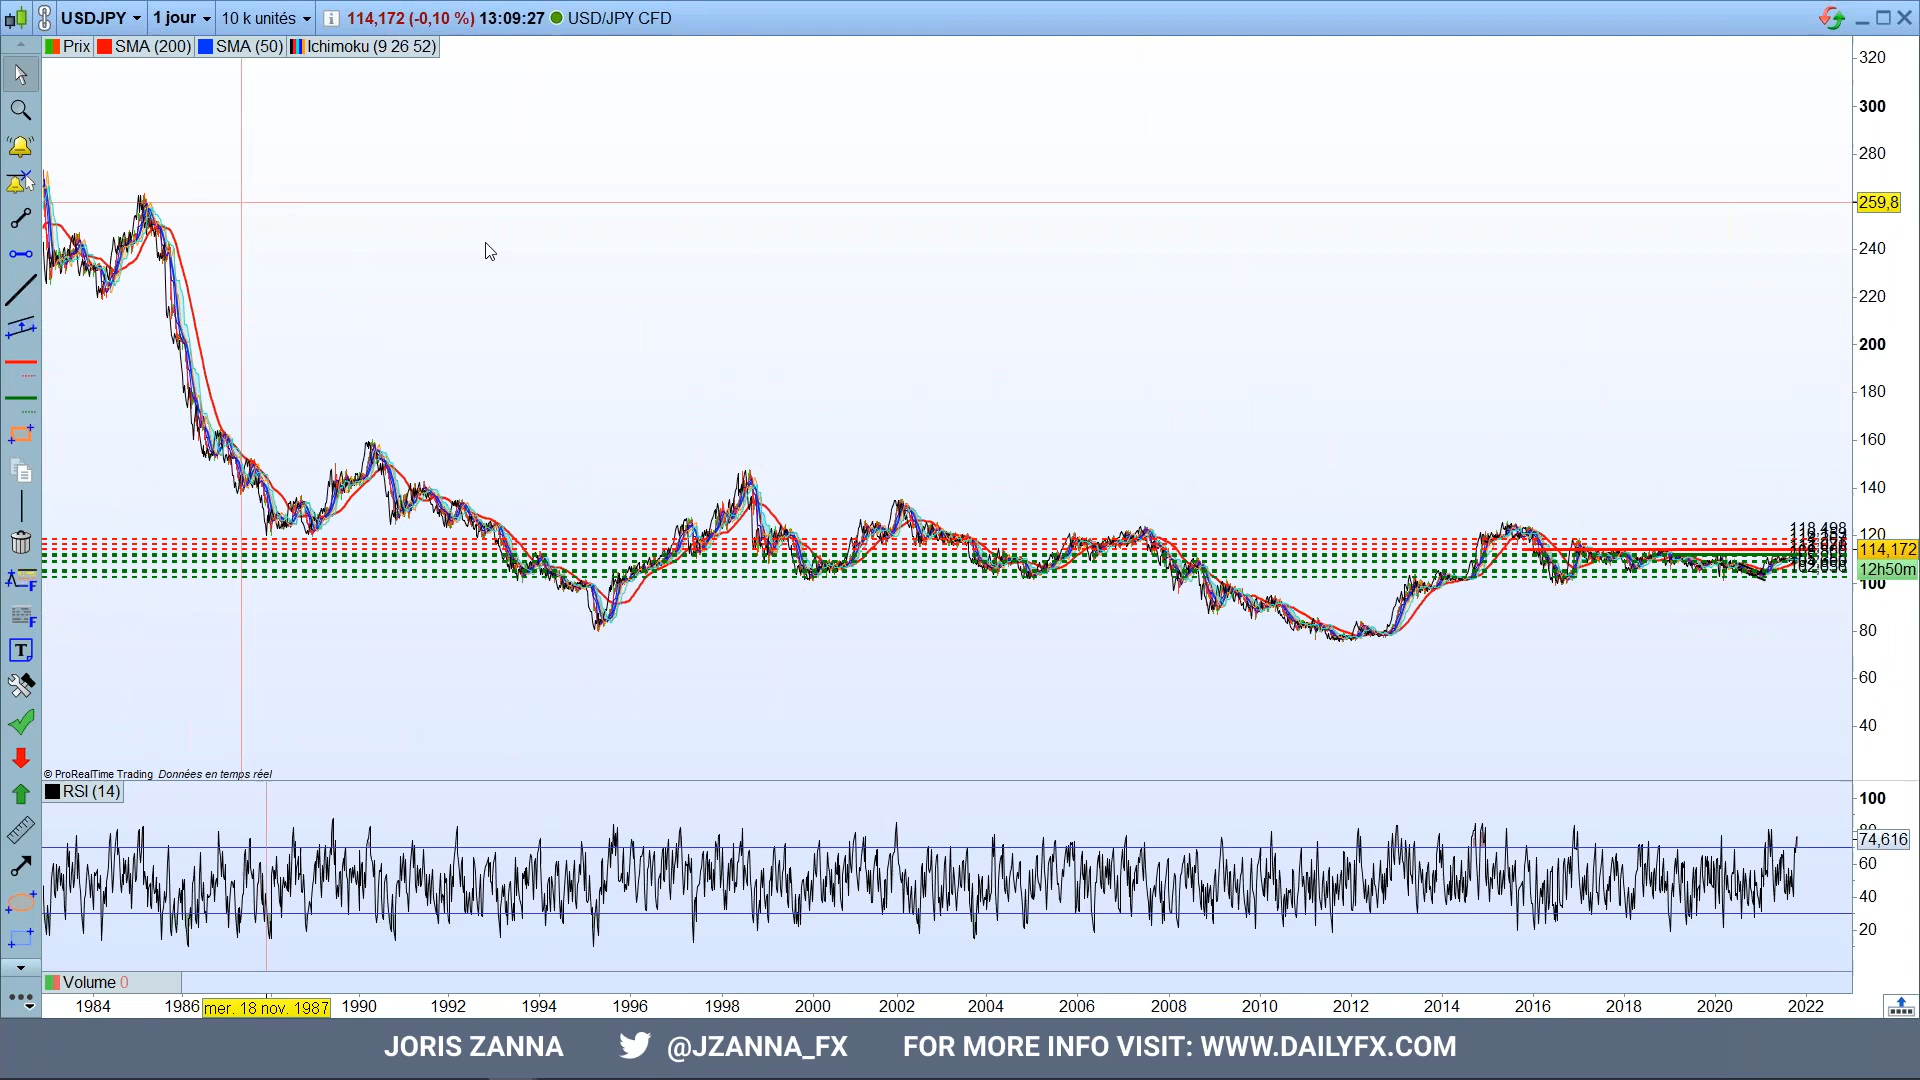 USDJPY 1 jour 10 k unités 114,172 (-0,10 %) 13:09:27 USD/JPY CFD
Prix SMA (200) SMA (50) Ichimoku (9 26 52)
320
300
280
259,8
240
220
200
180
160
140
118,498
120
114,172
12h50m
100
80
60
40
© ProRealTime Trading Données en temps réel
RSI (14)
100
80
74,616
60
40
20
Volume 0
1984 1986 mer. 18 nov. 1987 1990 1992 1994 1996 1998 2000 2002 2004 2006 2008 2010 2012 2014 2016 2018 2020 2022
JORIS ZANNA @JZANNA_FX FOR MORE INFO VISIT: WWW.DAILYFX.COM